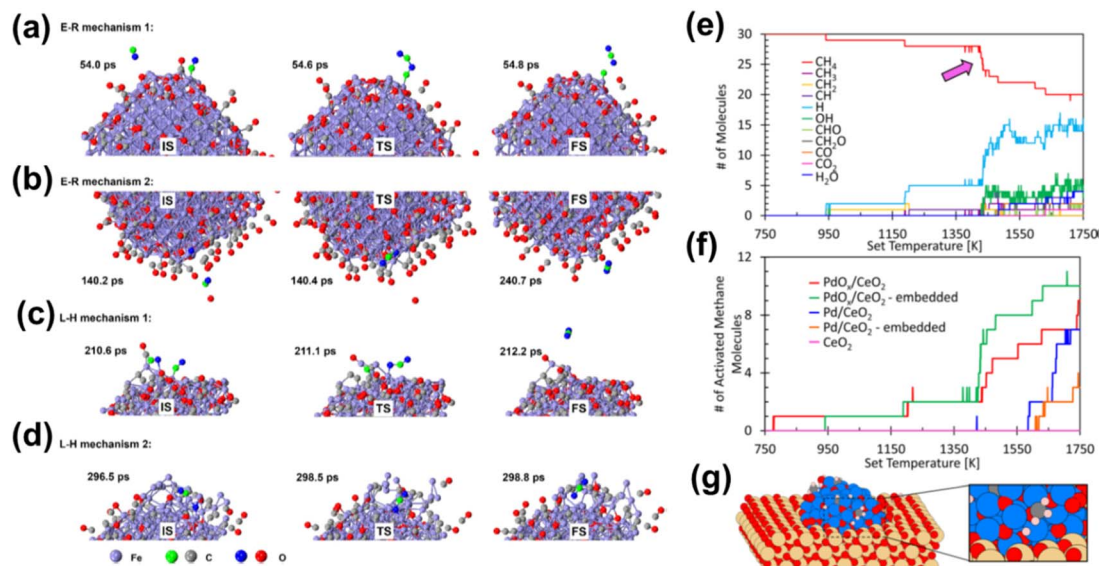 (a)
E-R mechanism 1:
54.0 ps
54.6 ps
54.8 ps
IS
TS
FS
(b)
E-R mechanism 2:
IS
TS
FS
140.2 ps
140.4 ps
240.7 ps
(c)
L-H mechanism 1:
210.6 ps
211.1 ps
212.2 ps
IS
TS
FS
(d)
L-H mechanism 2:
296.5 ps
298.5 ps
298.8 ps
IS
TS
FS
Fe
C
O
(e)
# of Molecules
30
25
20
15
10
5
0
CH4
CH3
CH2
CH
H
OH
CHO
CH2O
CO
CO2
H2O
750
950
1150
1350
1550
1750
Set Temperature [K]
(f)
# of Activated Methane
Molecules
12
10
8
6
4
2
0
PdOx/CeO2
PdOx/CeO2 - embedded
Pd/CeO2
Pd/CeO2 - embedded
CeO2
750
950
1150
1350
1550
1750
Set Temperature [K]
(g)